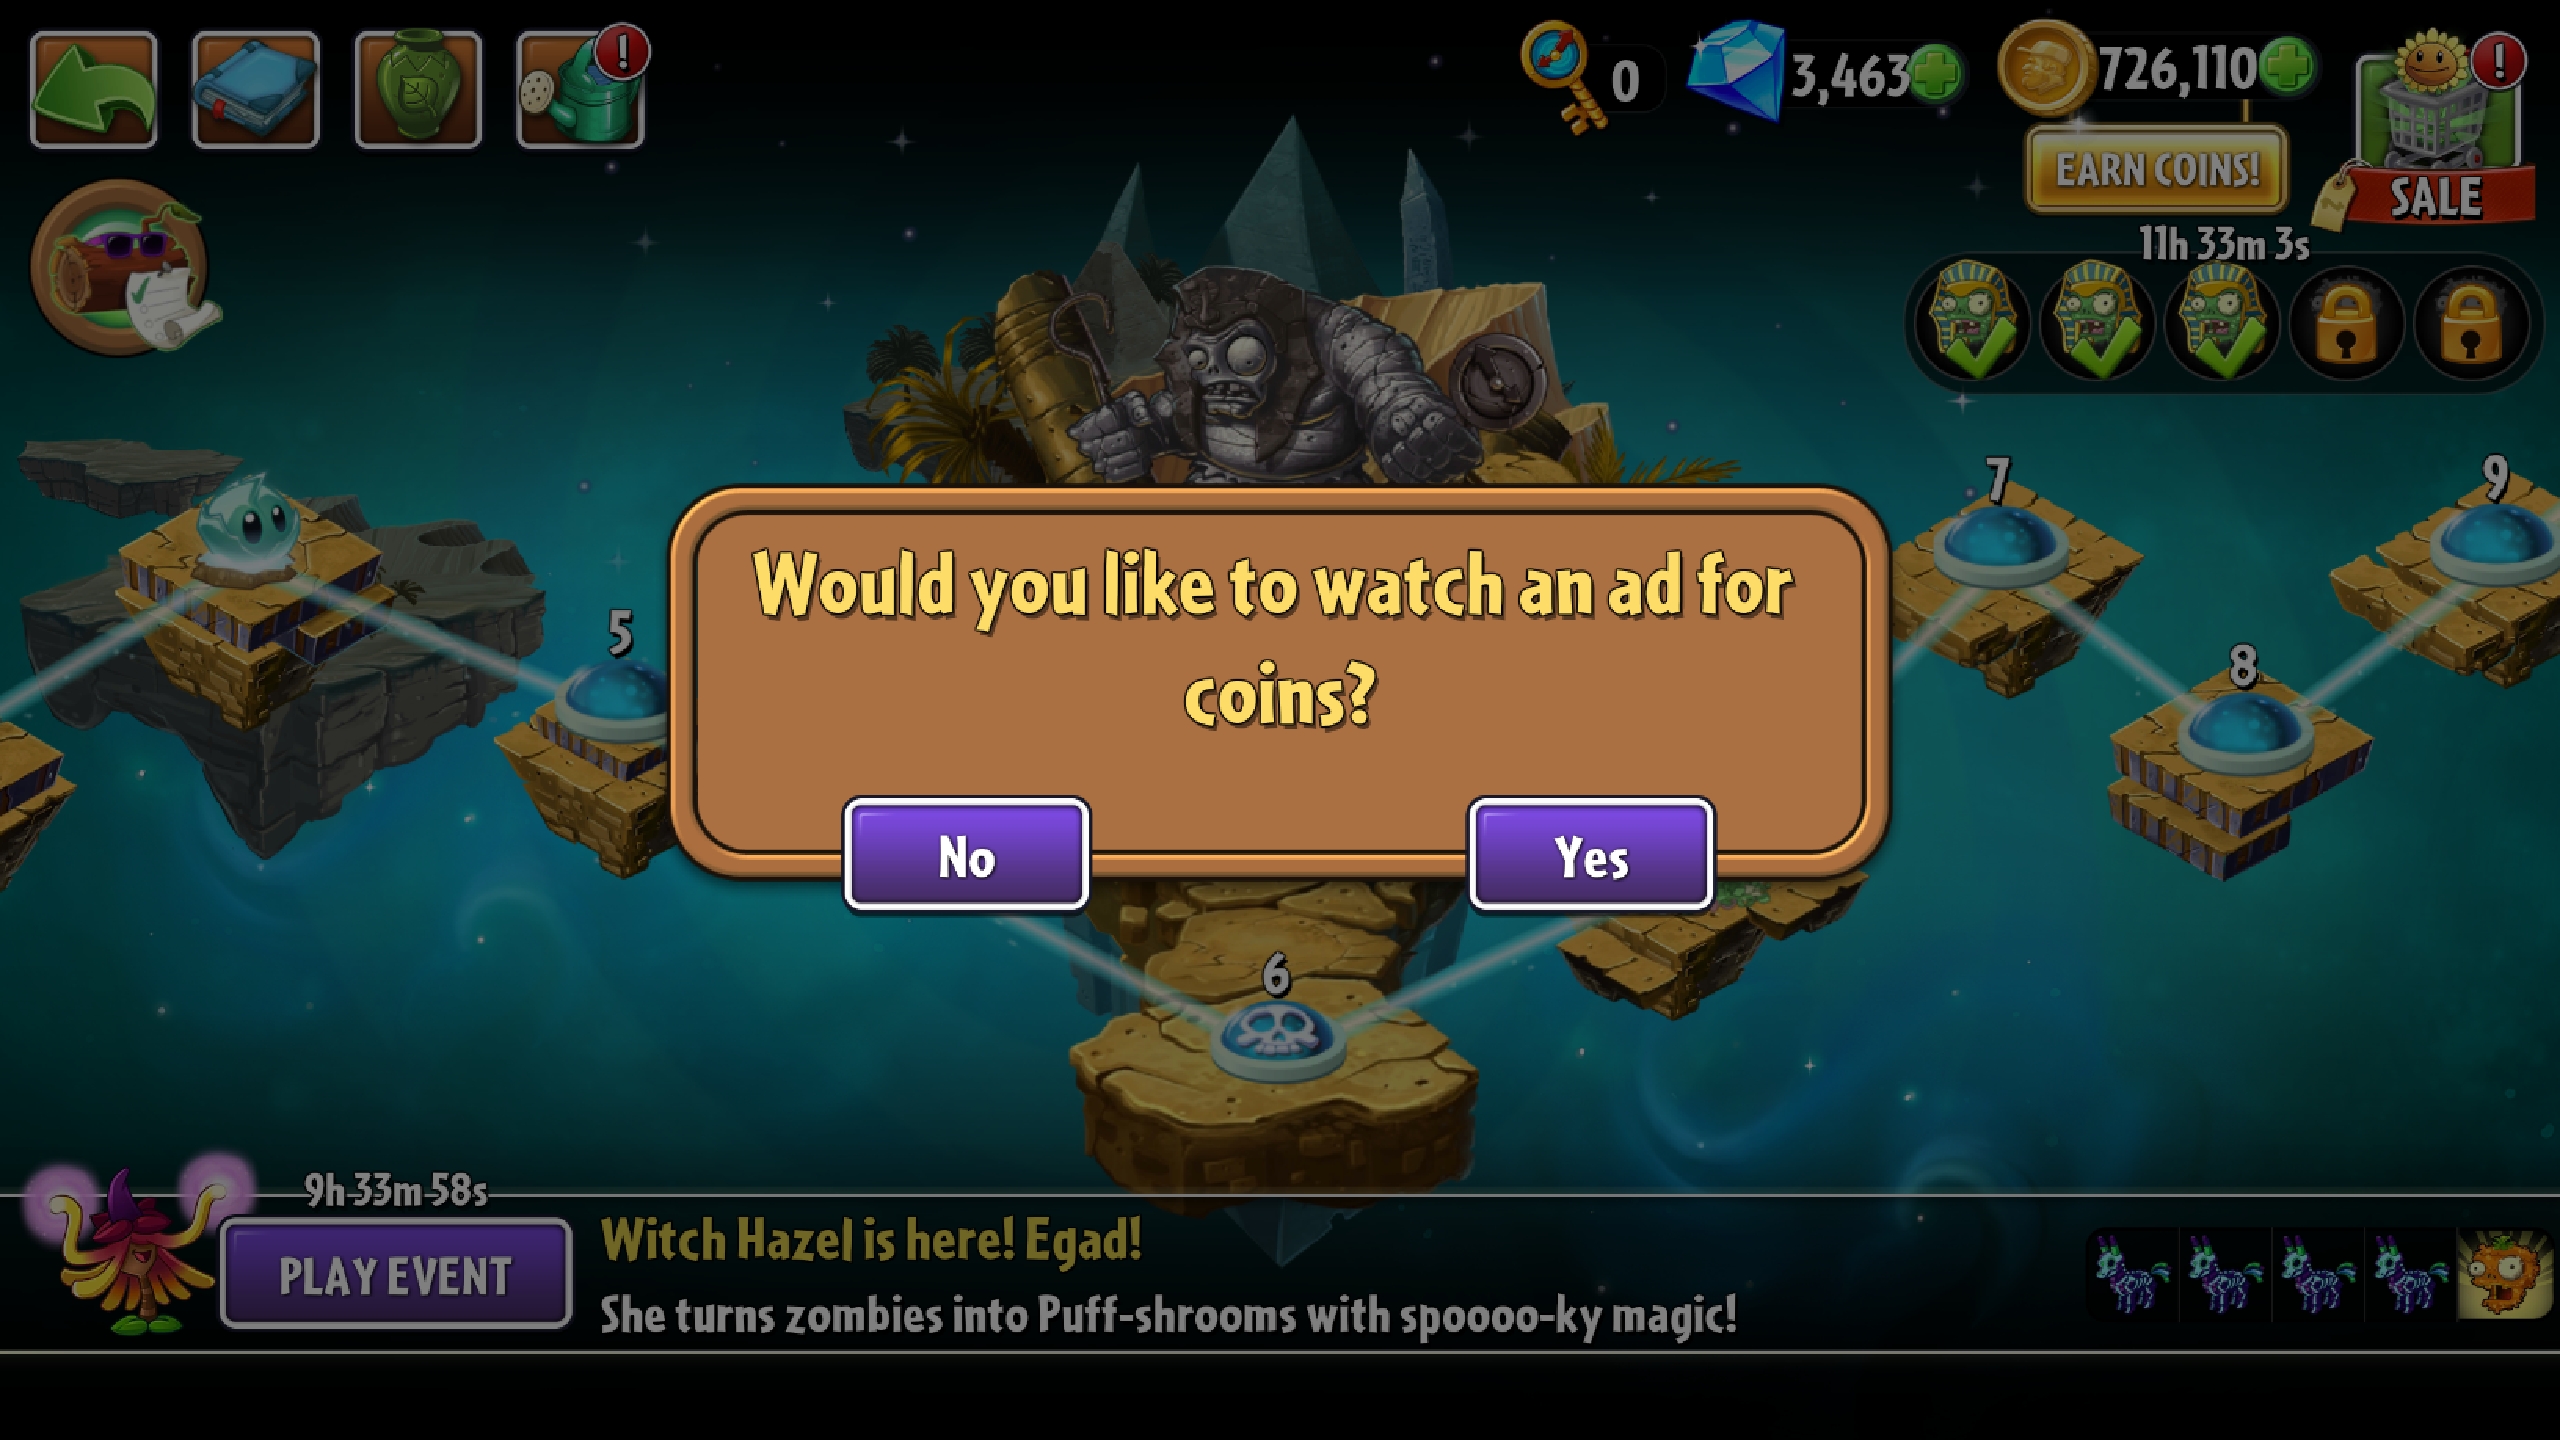 0
3,463
726,110
EARN COINS!
SALE
11h 33m 3s
7
9
5
8
Would you like to watch an ad for
coins?
No
Yes
6
9h 33m 58s
PLAY EVENT
Witch Hazel is here! Egad!
She turns zombies into Puff-shrooms with spoooo-ky magic!